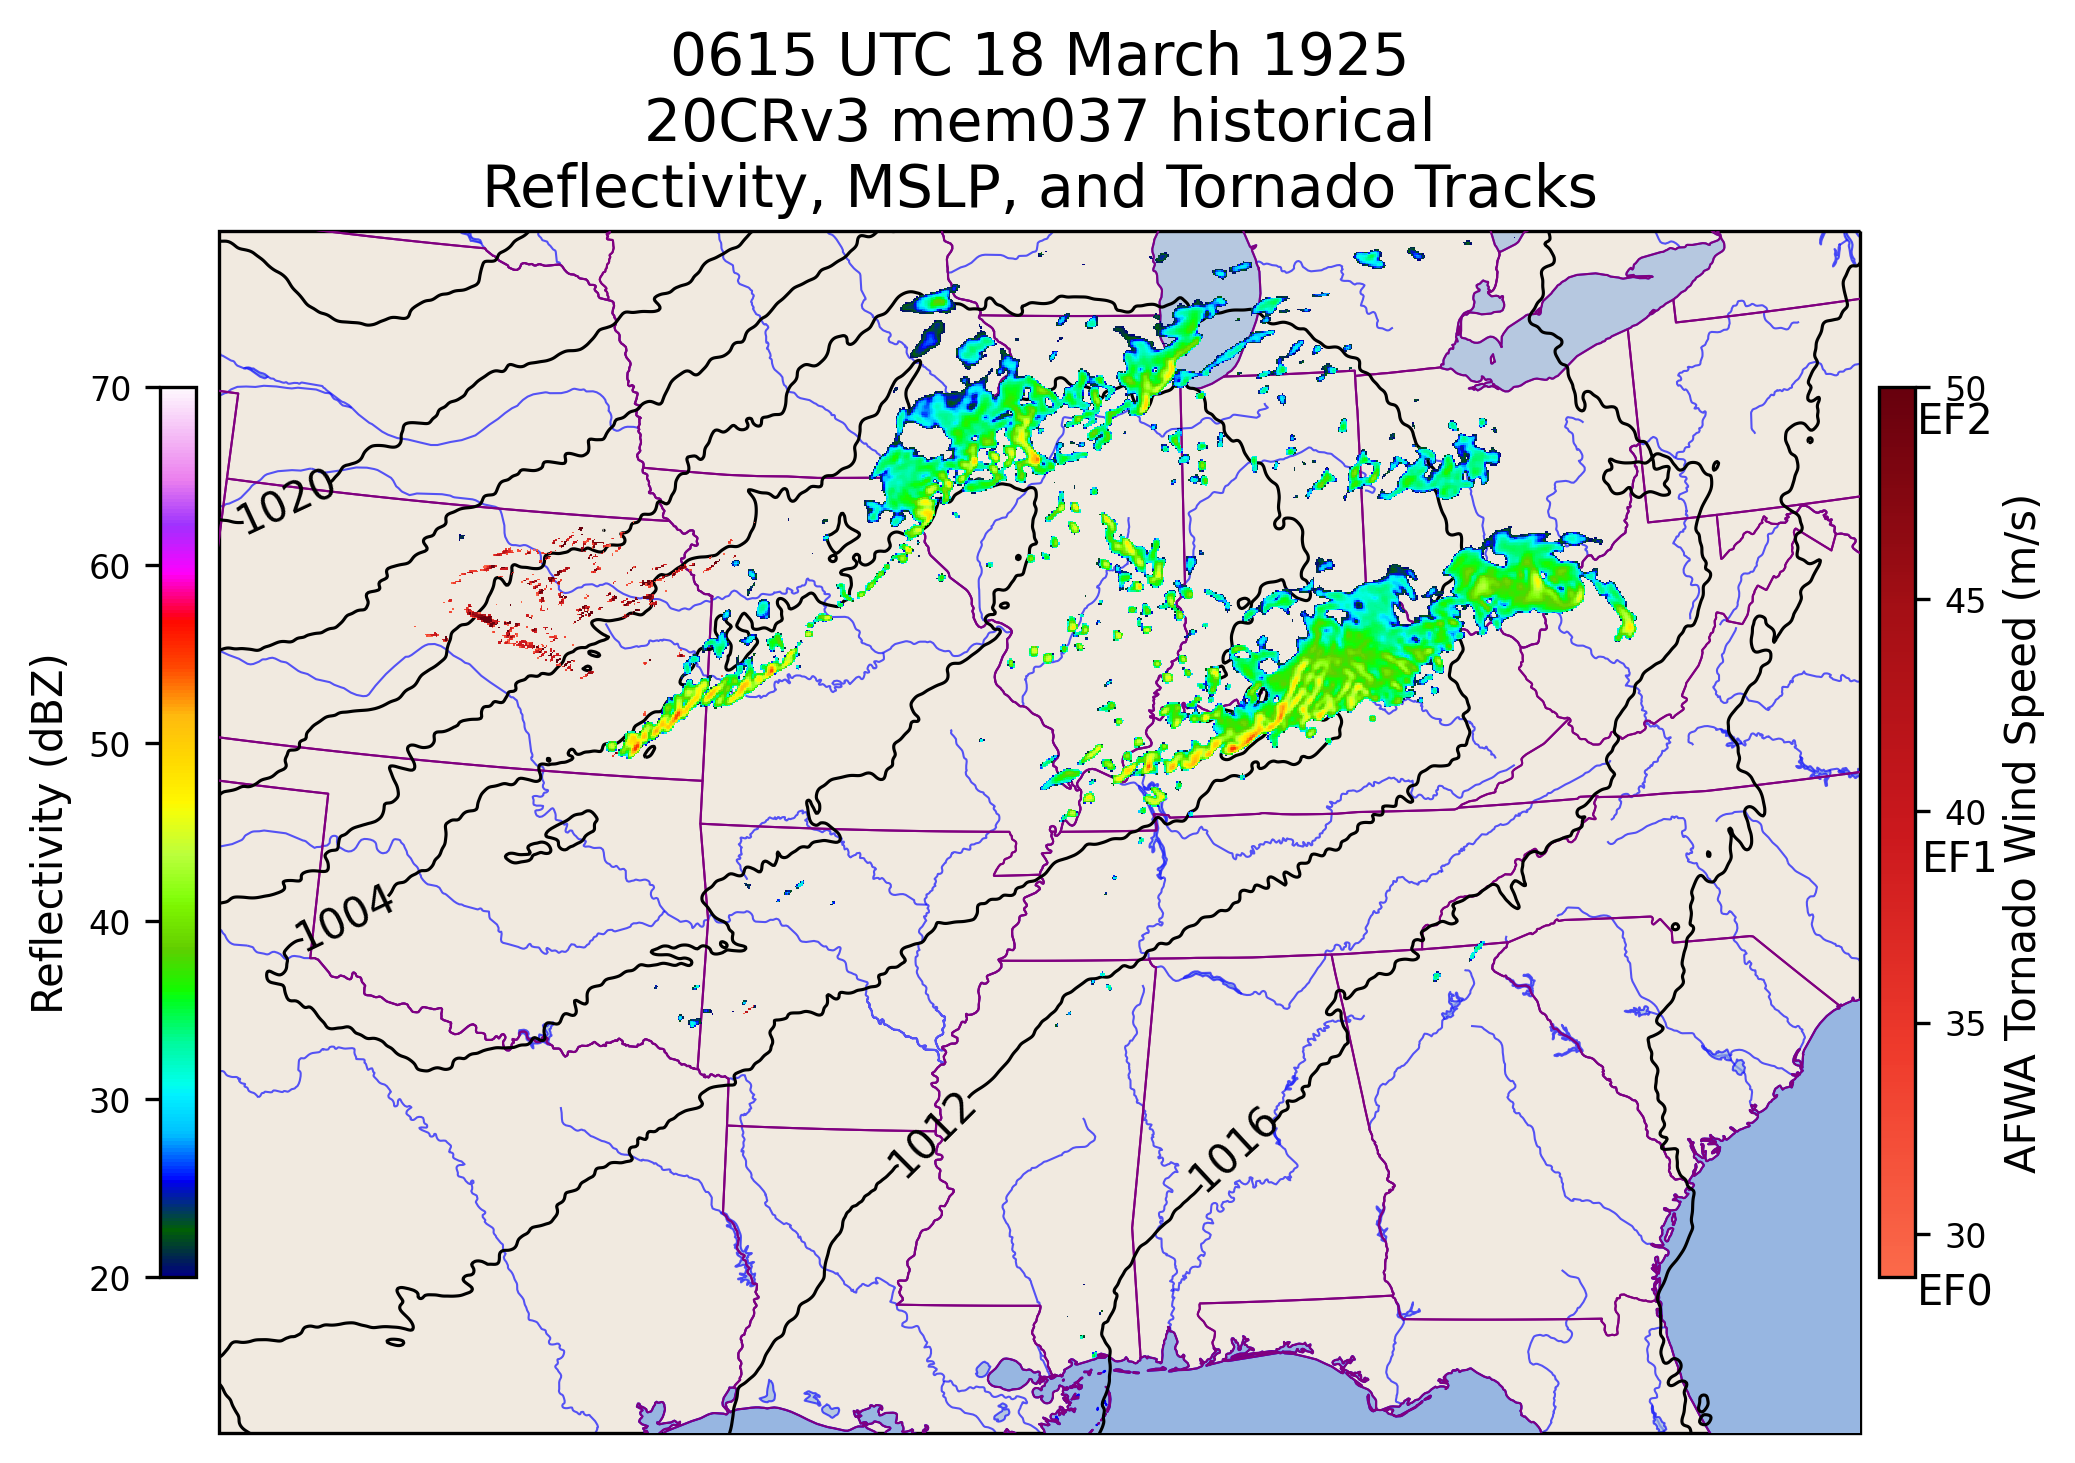 0615 UTC 18 March 1925
20CRv3 mem037 historical
Reflectivity, MSLP, and Tornado Tracks
70
60
50
40
30
20
Reflectivity (dBZ)
1020
1004
1012
1016
50
EF2
45
40
EF1
35
30
EF0
AFWA Tornado Wind Speed (m/s)